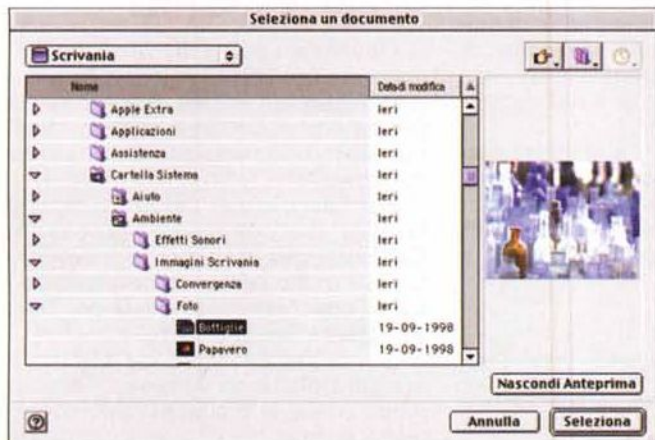 Seleziona un documento
Scrivania
Nome Data di modifica
Apple Extra Ieri
Applicazioni Ieri
Assistenza Ieri
Cartella Sistema Ieri
Aiuto Ieri
Ambiente Ieri
Effetti Sonori Ieri
Immagini Scrivania Ieri
Convergenza Ieri
Foto Ieri
Bottiglie 19-09-1998
Papavero 19-09-1998
Nascondi Anteprima
? Annulla Seleziona